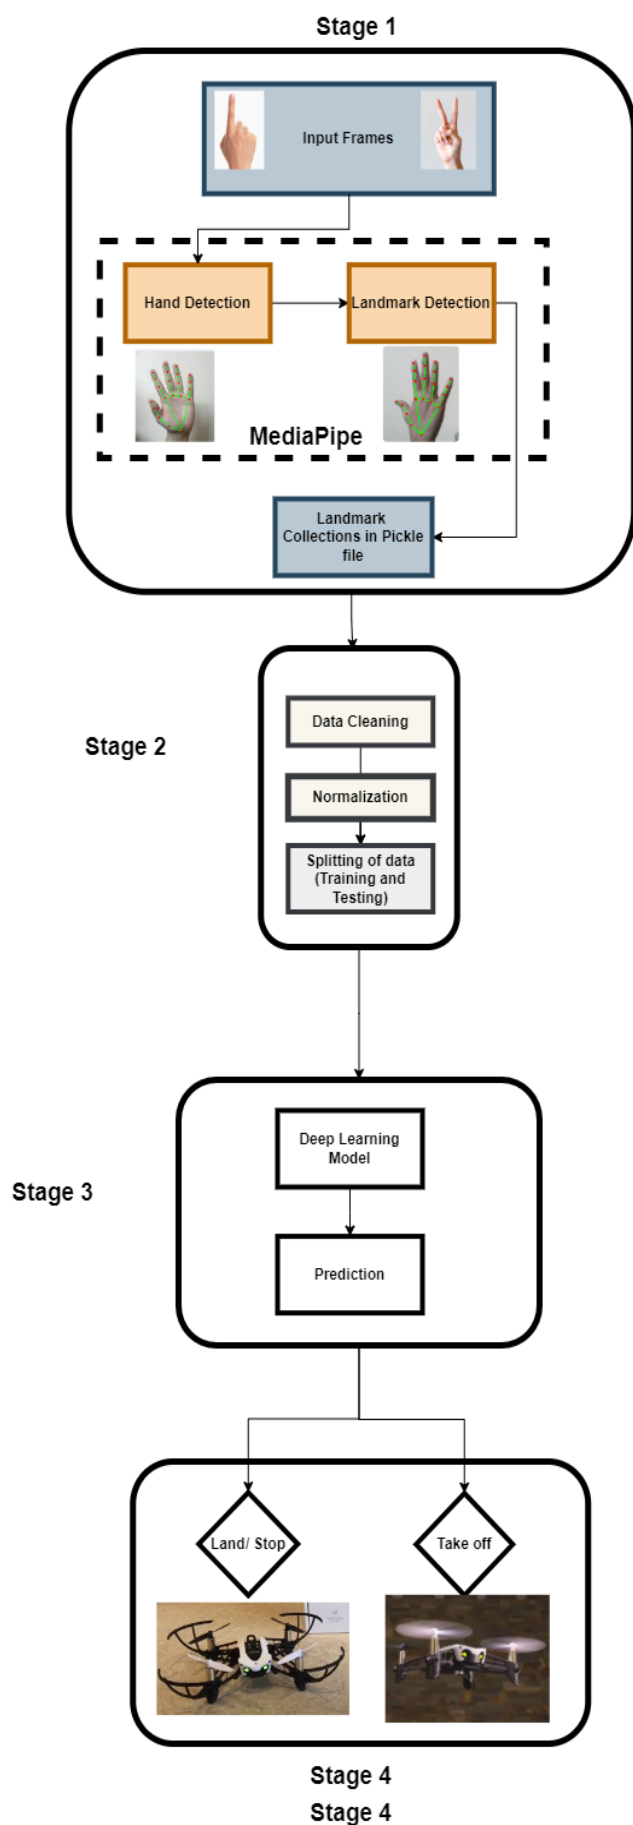 Stage 1
Input Frames
Hand Detection
Landmark Detection
MediaPipe
Landmark
Collections in Pickle
file
Stage 2
Data Cleaning
Normalization
Splitting of data
(Training and
Testing)
Stage 3
Deep Learning
Model
Prediction
Land/ Stop
Take off
Stage 4
Stage 4